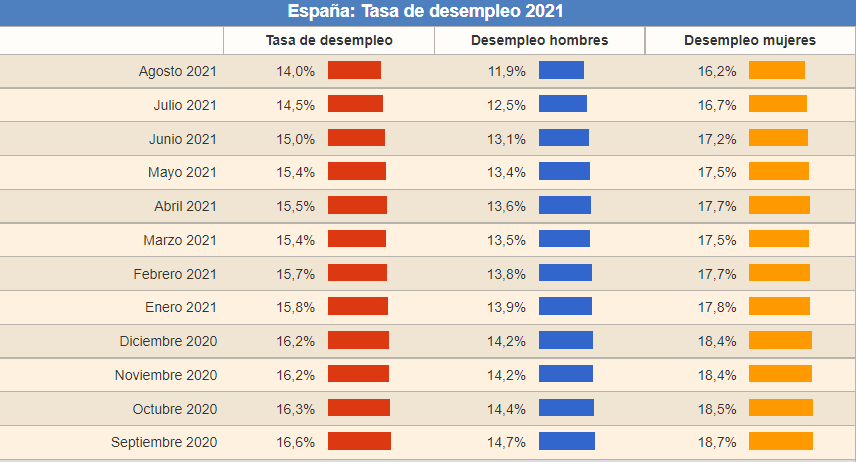 España: Tasa de desempleo 2021
Tasa de desempleo Desempleo hombres Desempleo mujeres
Agosto 2021 14,0% 11,9% 16,2%
Julio 2021 14,5% 12,5% 16,7%
Junio 2021 15,0% 13,1% 17,2%
Mayo 2021 15,4% 13,4% 17,5%
Abril 2021 15,5% 13,6% 17,7%
Marzo 2021 15,4% 13,5% 17,5%
Febrero 2021 15,7% 13,8% 17,7%
Enero 2021 15,8% 13,9% 17,8%
Diciembre 2020 16,2% 14,2% 18,4%
Noviembre 2020 16,2% 14,2% 18,4%
Octubre 2020 16,3% 14,4% 18,5%
Septiembre 2020 16,6% 14,7% 18,7%